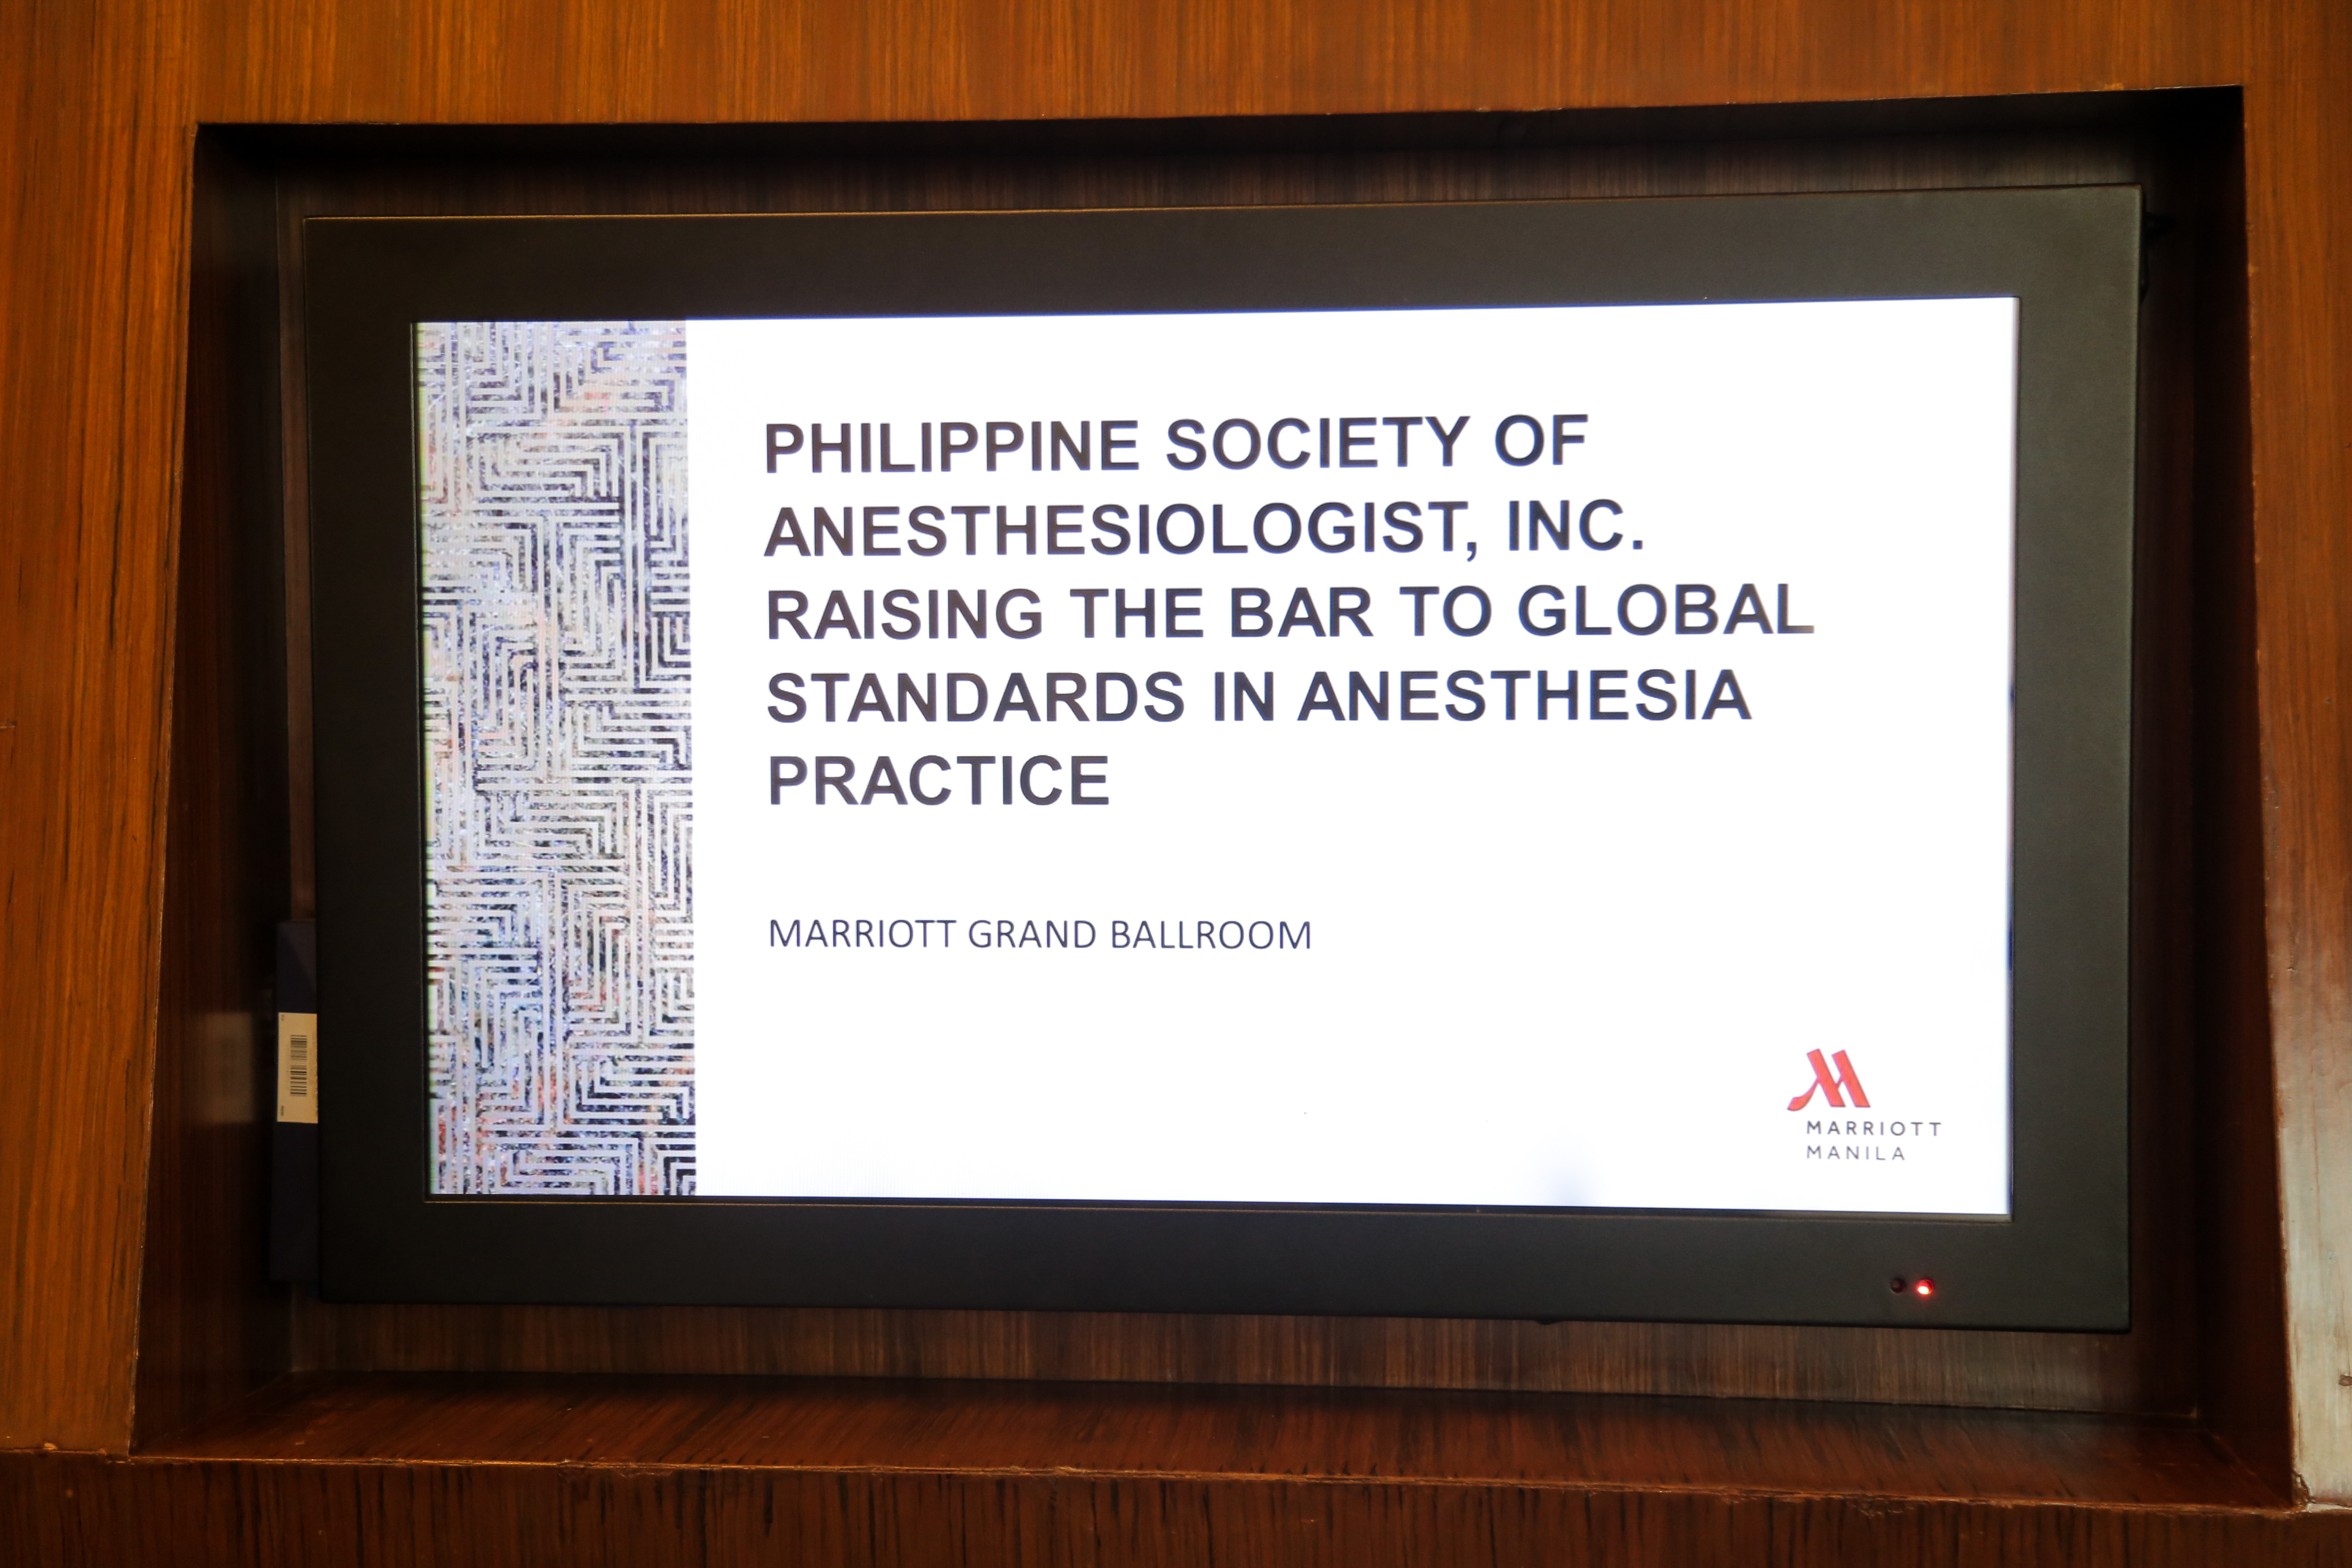 PHILIPPINE SOCIETY OF
ANESTHESIOLOGIST, INC.
RAISING THE BAR TO GLOBAL
STANDARDS IN ANESTHESIA
PRACTICE
MARRIOTT GRAND BALLROOM
MARRIOTT
MANILA